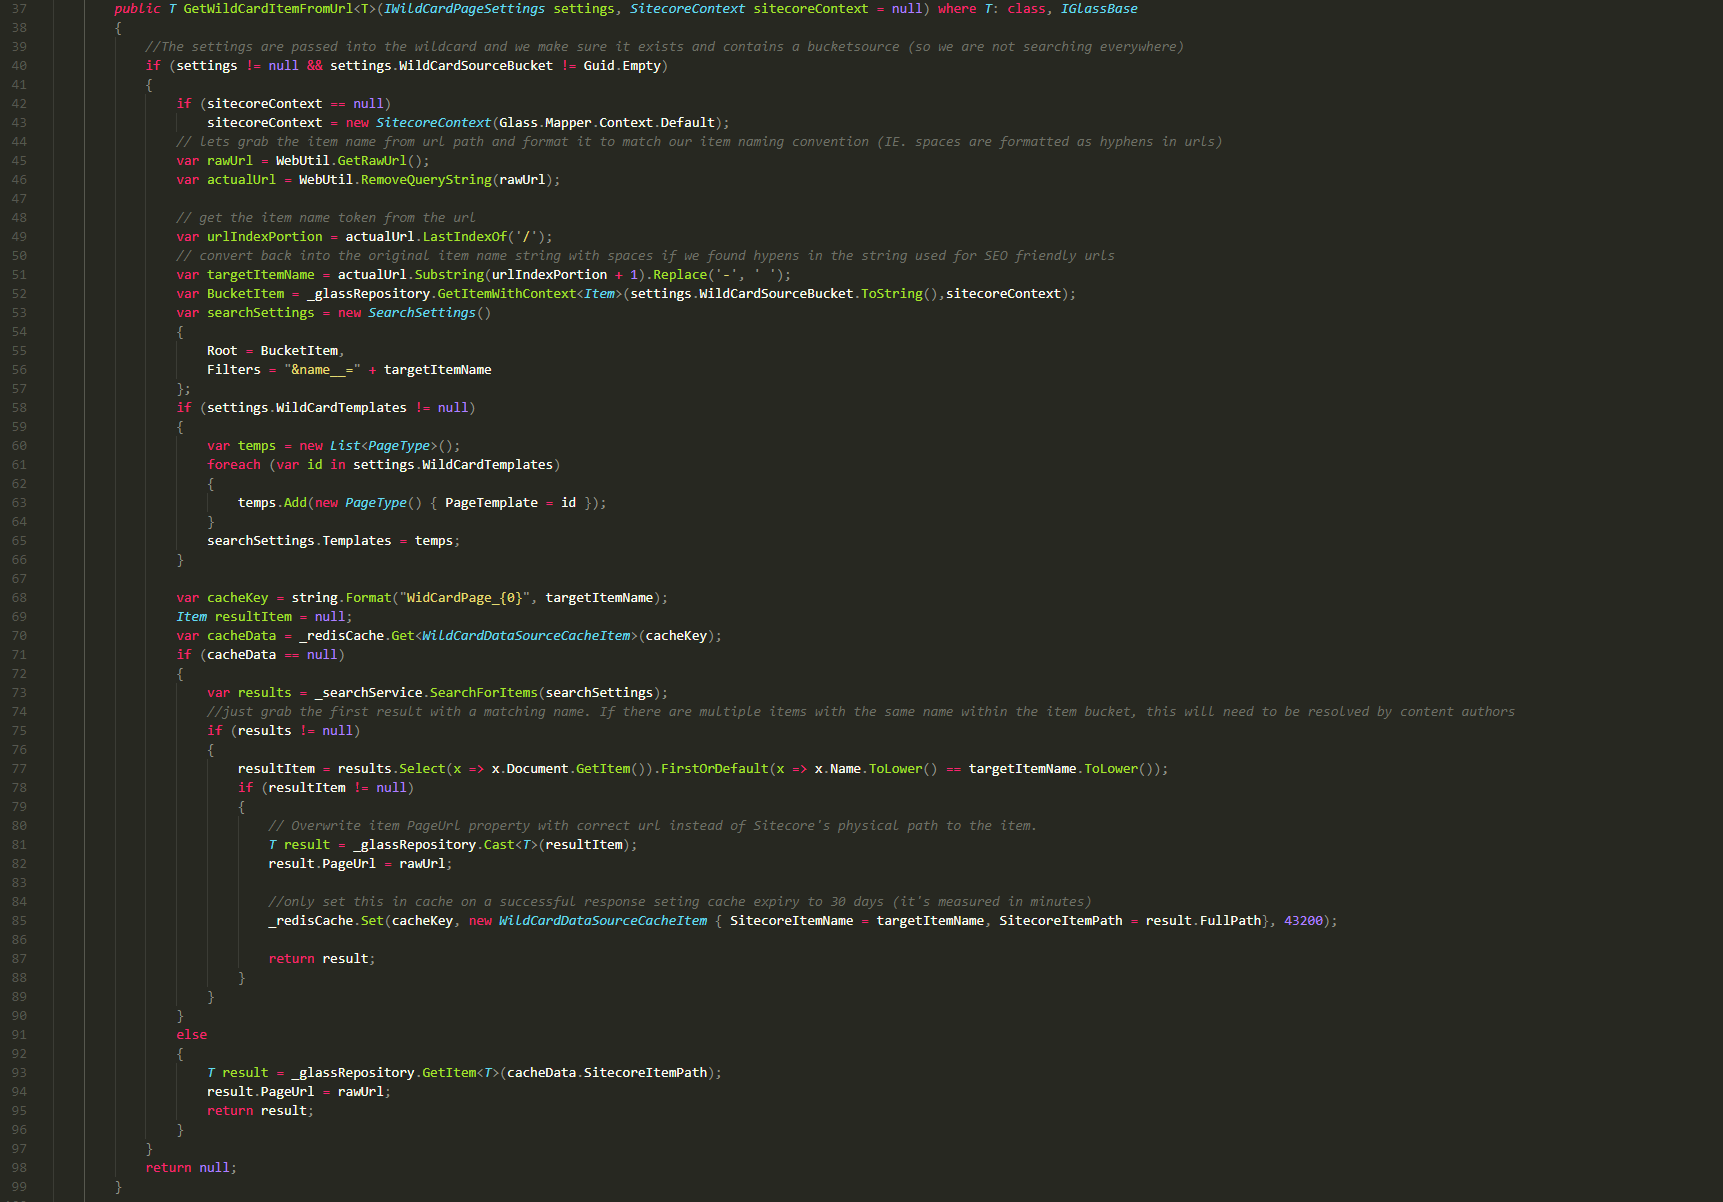 37 public T GetWildCardItemFromUrl<T>(IWildCardPageSettings settings, SitecoreContext sitecoreContext = null) where T: class, IGlassBase
38 {
39 //The settings are passed into the wildcard and we make sure it exists and contains a bucketsource (so we are not searching everywhere)
40 if (settings != null && settings.WildCardSourceBucket != Guid.Empty)
41 {
42 if (sitecoreContext == null)
43 sitecoreContext = new SitecoreContext(Glass.Mapper.Context.Default);
44 // lets grab the item name from url path and format it to match our item naming convention (IE. spaces are formatted as hyphens in urls)
45 var rawUrl = WebUtil.GetRawUrl();
46 var actualUrl = WebUtil.RemoveQueryString(rawUrl);
47
48 // get the item name token from the url
49 var urlIndexPortion = actualUrl.LastIndexOf('/');
50 // convert back into the original item name string with spaces if we found hypens in the string used for SEO friendly urls
51 var targetItemName = actualUrl.Substring(urlIndexPortion + 1).Replace('-', ' ');
52 var BucketItem = _glassRepository.GetItemWithContext<Item>(settings.WildCardSourceBucket.ToString(),sitecoreContext);
53 var searchSettings = new SearchSettings()
54 {
55 Root = BucketItem,
56 Filters = "&name__=" + targetItemName
57 };
58 if (settings.WildCardTemplates != null)
59 {
60 var temps = new List<PageType>();
61 foreach (var id in settings.WildCardTemplates)
62 {
63 temps.Add(new PageType() { PageTemplate = id });
64 }
65 searchSettings.Templates = temps;
66 }
67
68 var cacheKey = string.Format("WidCardPage_{0}", targetItemName);
69 Item resultItem = null;
70 var cacheData = _redisCache.Get<WildCardDataSourceCacheItem>(cacheKey);
71 if (cacheData == null)
72 {
73 var results = _searchService.SearchForItems(searchSettings);
74 //just grab the first result with a matching name. If there are multiple items with the same name within the item bucket, this will need to be resolved by content authors
75 if (results != null)
76 {
77 resultItem = results.Select(x => x.Document.GetItem()).FirstOrDefault(x => x.Name.ToLower() == targetItemName.ToLower());
78 if (resultItem != null)
79 {
80 // Overwrite item PageUrl property with correct url instead of Sitecore's physical path to the item.
81 T result = _glassRepository.Cast<T>(resultItem);
82 result.PageUrl = rawUrl;
83
84 //only set this in cache on a successful response seting cache expiry to 30 days (it's measured in minutes)
85 _redisCache.Set(cacheKey, new WildCardDataSourceCacheItem { SitecoreItemName = targetItemName, SitecoreItemPath = result.FullPath}, 43200);
86
87 return result;
88 }
89 }
90 }
91 else
92 {
93 T result = _glassRepository.GetItem<T>(cacheData.SitecoreItemPath);
94 result.PageUrl = rawUrl;
95 return result;
96 }
97 }
98 return null;
99 }